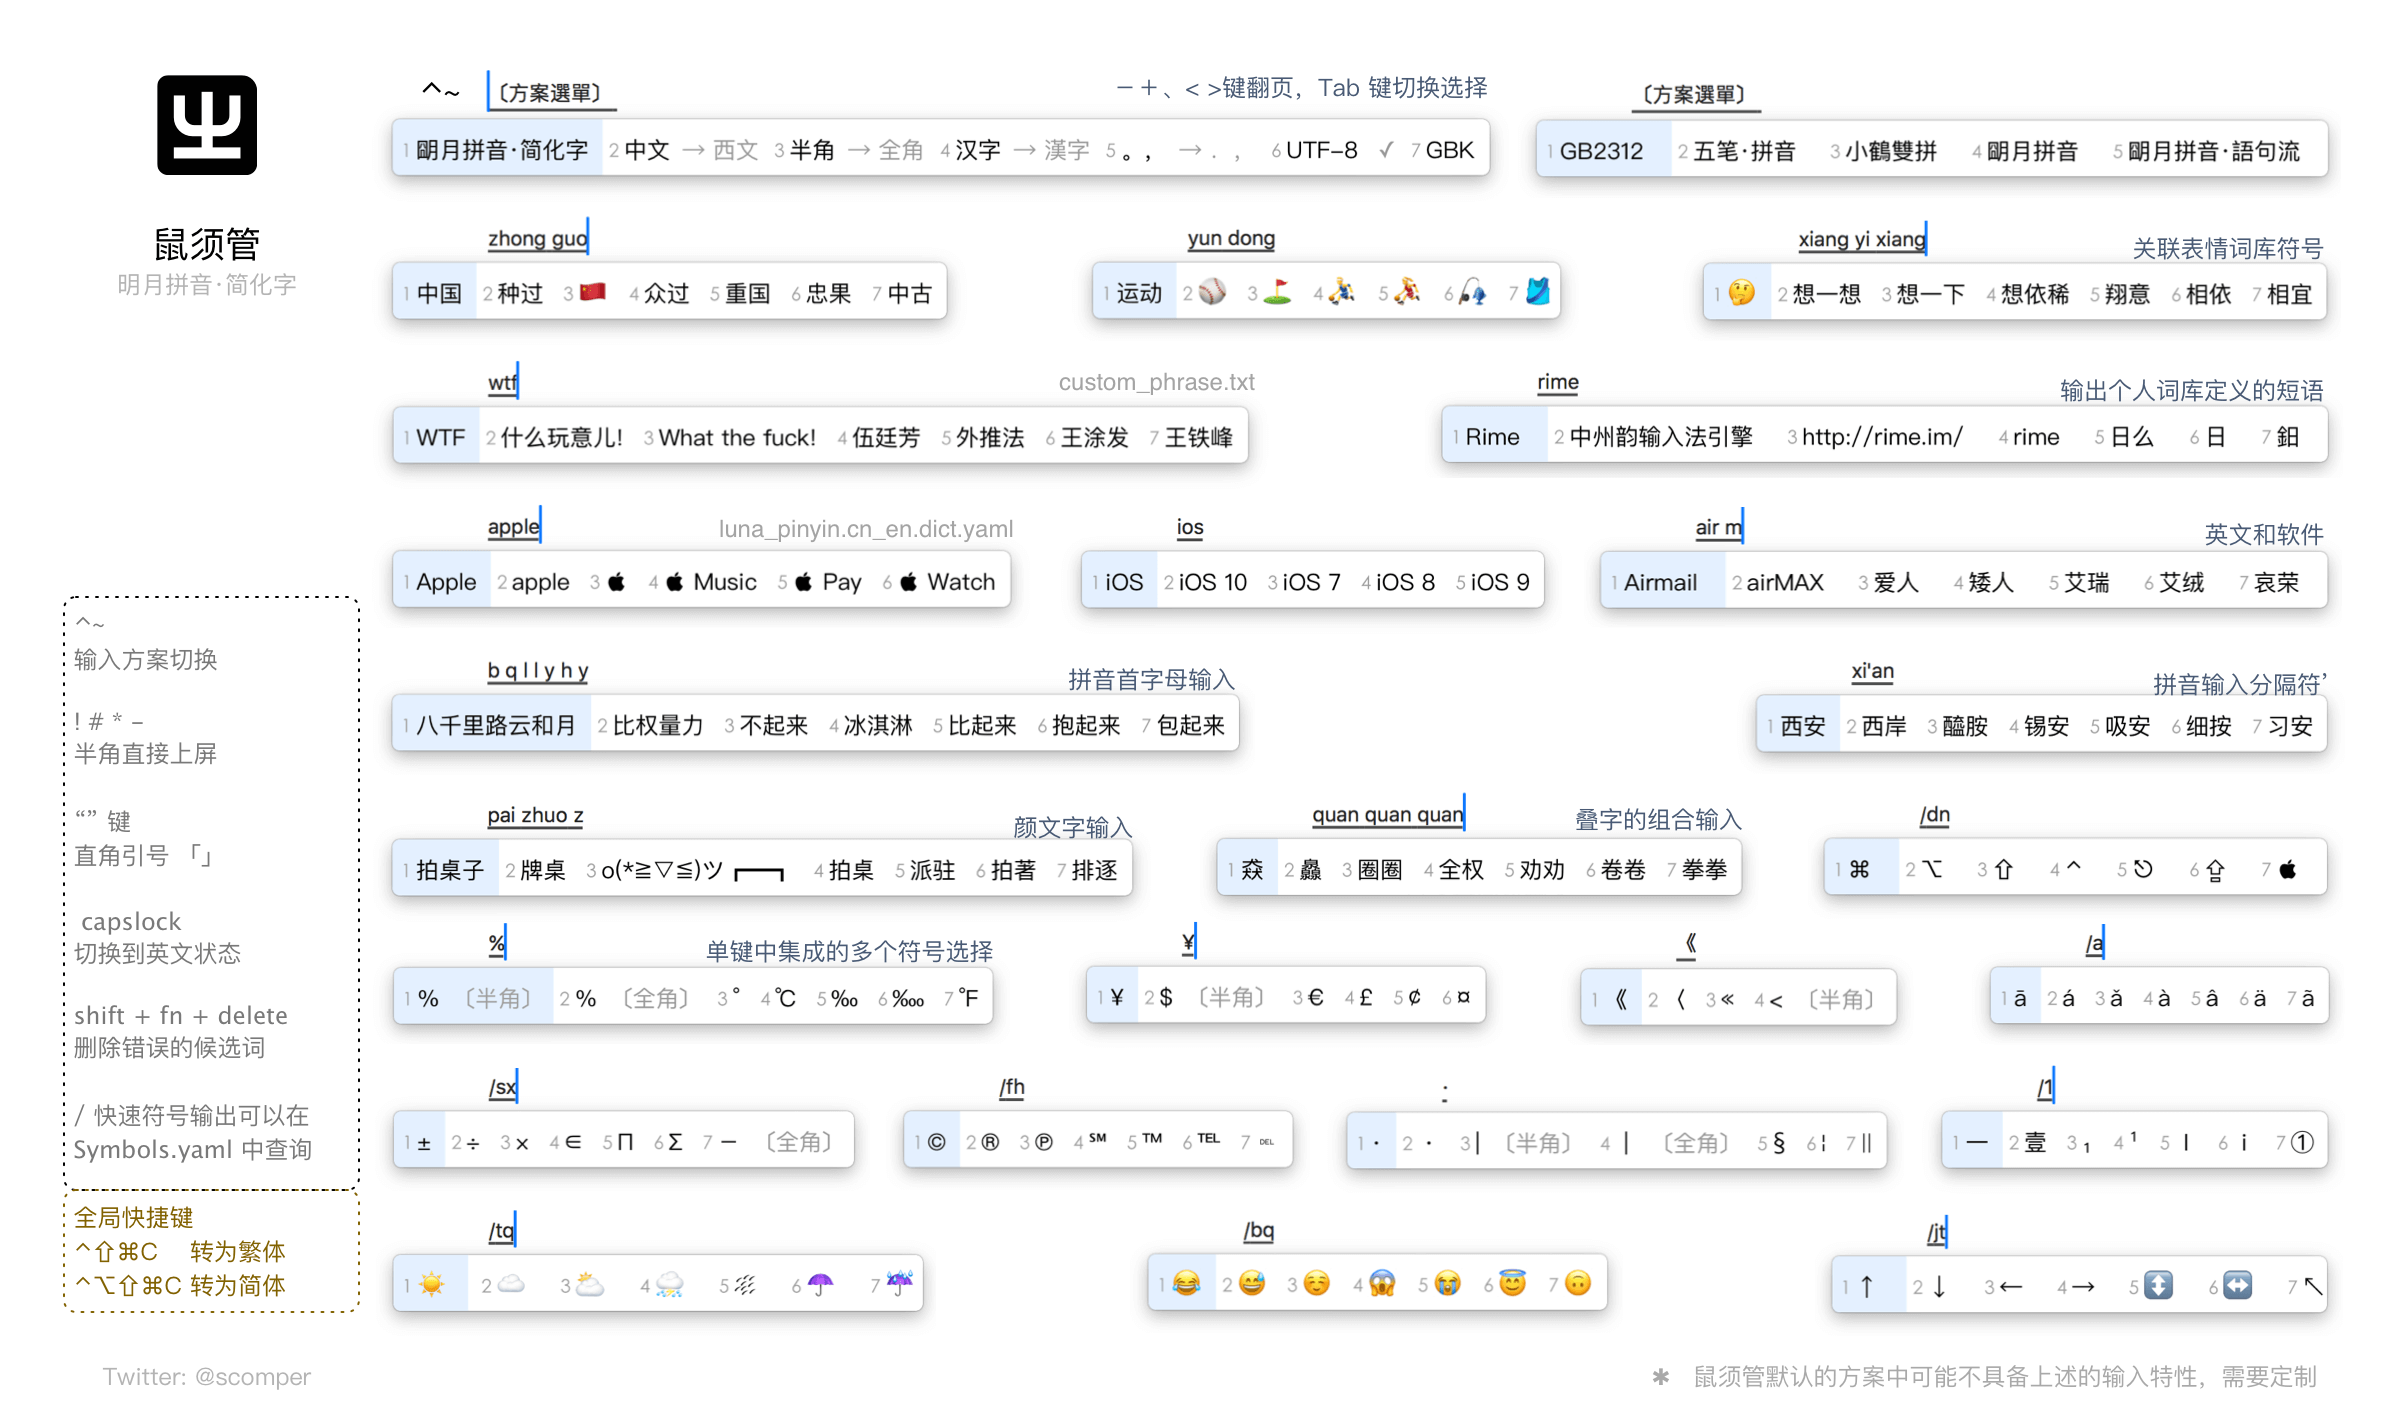 鼠须管
明月拼音·简化字
^~ 〔方案選單〕
－＋、< >键翻页，Tab 键切换选择
1 朙月拼音·简化字 2 中文 → 西文 3 半角 → 全角 4 汉字 → 漢字 5 。， → . , 6 UTF-8 ✓ 7 GBK
〔方案選單〕
1 GB2312 2 五笔·拼音 3 小鶴雙拼 4 朙月拼音 5 朙月拼音·語句流
zhong guo
1 中国 2 种过 3 🇨🇳 4 众过 5 重国 6 忠果 7 中古
yun dong
1 运动 2 ⚾ 3 ⛳ 4 5 6 🎣 7 🎽
xiang yi xiang
关联表情词库符号
1 🤔 2 想一想 3 想一下 4 想依稀 5 翔意 6 相依 7 相宜
wtf
custom_phrase.txt
1 WTF 2 什么玩意儿! 3 What the fuck! 4 伍廷芳 5 外推法 6 王涂发 7 王铁峰
rime
输出个人词库定义的短语
1 Rime 2 中州韵输入法引擎 3 http://rime.im/ 4 rime 5 日么 6 日 7 鈤
apple
luna_pinyin.cn_en.dict.yaml
1 Apple 2 apple 3  4  Music 5  Pay 6  Watch
ios
1 iOS 2 iOS 10 3 iOS 7 4 iOS 8 5 iOS 9
air m
英文和软件
1 Airmail 2 airMAX 3 爱人 4 矮人 5 艾瑞 6 艾绒 7 哀荣
b q l l y h y
拼音首字母输入
1 八千里路云和月 2 比权量力 3 不起来 4 冰淇淋 5 比起来 6 抱起来 7 包起来
xi'an
拼音输入分隔符’
1 西安 2 西岸 3 醯胺 4 锡安 5 吸安 6 细按 7 习安
pai zhuo z
颜文字输入
1 拍桌子 2 牌桌 3 o(*≧▽≦)ツ ┏━┓ 4 拍桌 5 派驻 6 拍著 7 排逐
quan quan quan
叠字的组合输入
1 猋 2 灥 3 圈圈 4 全权 5 劝劝 6 卷卷 7 拳拳
/dn
1 ⌘ 2 ⌥ 3 ⇧ 4 ⌃ 5 ⎋ 6 ⇪ 7 
%
单键中集成的多个符号选择
1 % 〔半角〕 2 % 〔全角〕 3 ° 4 ℃ 5 ‰ 6 ‱ 7 ℉
¥
1 ¥ 2 $ 〔半角〕 3 € 4 £ 5 ¢ 6 ¤
《
1 《 2 〈 3 « 4 < 〔半角〕
/a
1 ā 2 á 3 ǎ 4 à 5 â 6 ä 7 ã
/sx
1 ± 2 ÷ 3 × 4 ∈ 5 ∏ 6 ∑ 7 － 〔全角〕
/fh
1 © 2 ® 3 ℗ 4 ℠ 5 ™ 6 ℡ 7 ␡
·
1 · 2 · 3 | 〔半角〕 4 ｜ 〔全角〕 5 § 6 ¦ 7 ‖
/1
1 一 2 壹 3 ₁ 4 ¹ 5 Ⅰ 6 ⅰ 7 ①
/tq
1 ☀️ 2 ☁️ 3 ⛅ 4 5 6 ☂️ 7 ☔
/bq
1 😂 2 😅 3 ☺️ 4 😱 5 😭 6 😇 7 🙃
/jt
1 ↑ 2 ↓ 3 ← 4 → 5 ↕️ 6 ↔️ 7 ↖
^~
输入方案切换
! # * –
半角直接上屏
“” 键
直角引号 「」
capslock
切换到英文状态
shift + fn + delete
删除错误的候选词
/ 快速符号输出可以在
Symbols.yaml 中查询
全局快捷键
^⇧⌘C 转为繁体
^⌥⇧⌘C 转为简体
Twitter: @scomper
✱ 鼠须管默认的方案中可能不具备上述的输入特性，需要定制